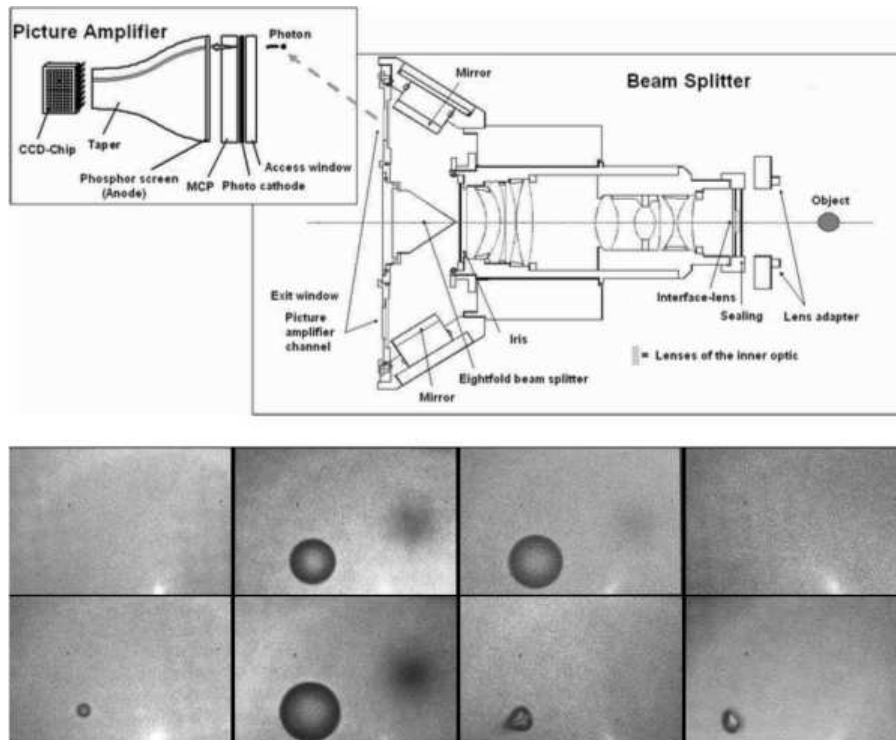 Picture Amplifier
Photon
CCD-Chip
Taper
Phosphor screen
(Anode)
MCP
Photo cathode
Access window
Beam Splitter
Mirror
Object
Exit window
Picture
amplifier
channel
Mirror
Iris
Eightfold beam splitter
Interface-lens
Sealing
Lens adapter
= Lenses of the inner optic